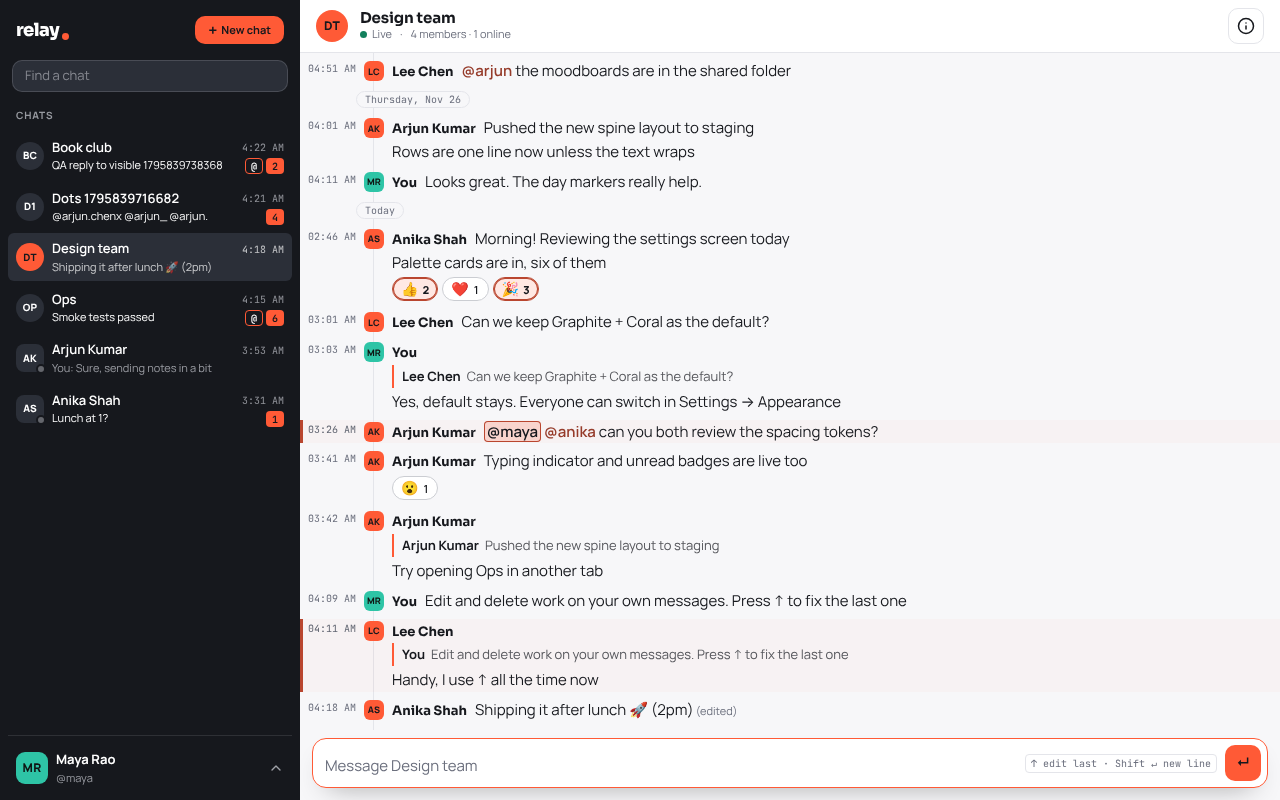 relay.
+ New chat
Find a chat
CHATS
BC
Book club
4:22 AM
QA reply to visible 1795839738368
@
2
D1
Dots 1795839716682
4:21 AM
@arjun.chenx @arjun_ @arjun.
4
DT
Design team
4:18 AM
Shipping it after lunch 🚀 (2pm)
OP
Ops
4:15 AM
Smoke tests passed
@
6
AK
Arjun Kumar
3:53 AM
You: Sure, sending notes in a bit
AS
Anika Shah
3:31 AM
Lunch at 1?
1
MR
Maya Rao
@maya
DT
Design team
Live · 4 members · 1 online
04:51 AM LC Lee Chen @arjun the moodboards are in the shared folder
Thursday, Nov 26
04:01 AM AK Arjun Kumar Pushed the new spine layout to staging
Rows are one line now unless the text wraps
04:11 AM MR You Looks great. The day markers really help.
Today
02:46 AM AS Anika Shah Morning! Reviewing the settings screen today
Palette cards are in, six of them
👍 2 ❤️ 1 🎉 3
03:01 AM LC Lee Chen Can we keep Graphite + Coral as the default?
03:03 AM MR You
Lee Chen Can we keep Graphite + Coral as the default?
Yes, default stays. Everyone can switch in Settings → Appearance
03:26 AM AK Arjun Kumar @maya @anika can you both review the spacing tokens?
03:41 AM AK Arjun Kumar Typing indicator and unread badges are live too
😮 1
03:42 AM AK Arjun Kumar
Arjun Kumar Pushed the new spine layout to staging
Try opening Ops in another tab
04:09 AM MR You Edit and delete work on your own messages. Press ↑ to fix the last one
04:11 AM LC Lee Chen
You Edit and delete work on your own messages. Press ↑ to fix the last one
Handy, I use ↑ all the time now
04:18 AM AS Anika Shah Shipping it after lunch 🚀 (2pm) (edited)
Message Design team
↑ edit last · Shift ↵ new line